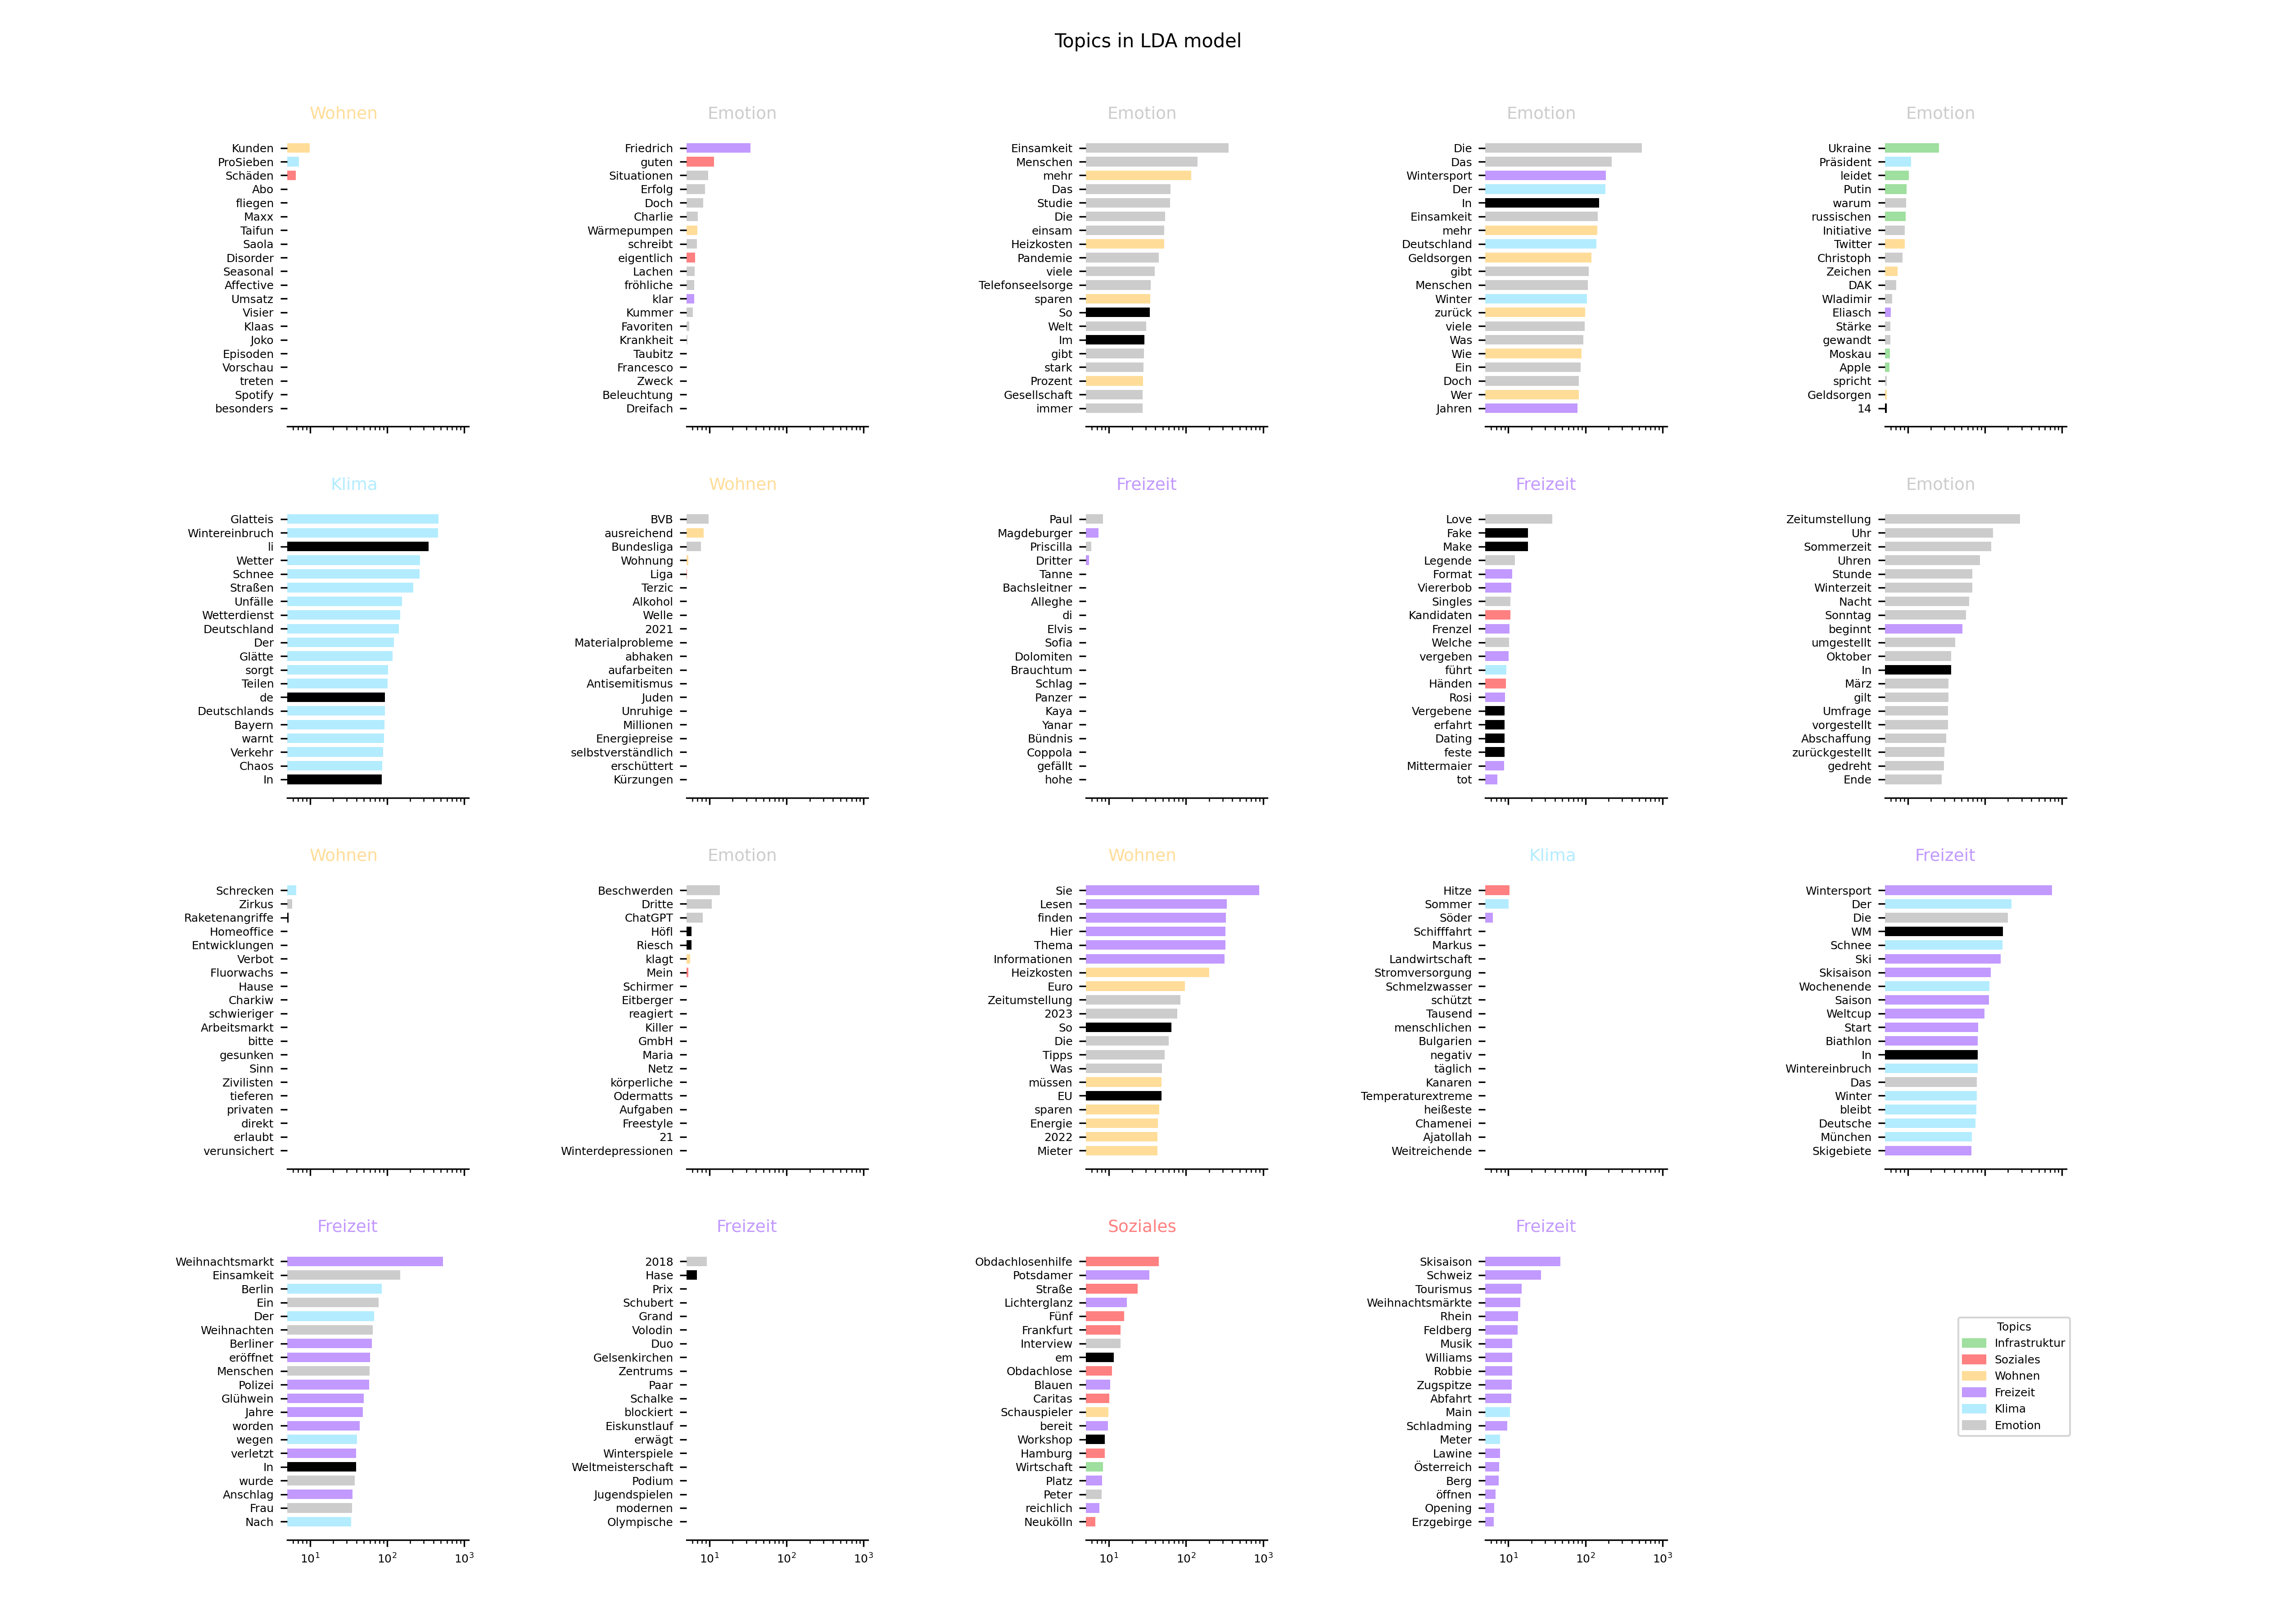 Topics in LDA model
Wohnen
Kunden
ProSieben
Schäden
Abo
fliegen
Maxx
Taifun
Saola
Disorder
Seasonal
Affective
Umsatz
Visier
Klaas
Joko
Episoden
Vorschau
treten
Spotify
besonders
Emotion
Friedrich
guten
Situationen
Erfolg
Doch
Charlie
Wärmepumpen
schreibt
eigentlich
Lachen
fröhliche
klar
Kummer
Favoriten
Krankheit
Taubitz
Francesco
Zweck
Beleuchtung
Dreifach
Emotion
Einsamkeit
Menschen
mehr
Das
Studie
Die
einsam
Heizkosten
Pandemie
viele
Telefonseelsorge
sparen
So
Welt
Im
gibt
stark
Prozent
Gesellschaft
immer
Emotion
Die
Das
Wintersport
Der
In
Einsamkeit
mehr
Deutschland
Geldsorgen
gibt
Menschen
Winter
zurück
viele
Was
Wie
Ein
Doch
Wer
Jahren
Emotion
Ukraine
Präsident
leidet
Putin
warum
russischen
Initiative
Twitter
Christoph
Zeichen
DAK
Wladimir
Eliasch
Stärke
gewandt
Moskau
Apple
spricht
Geldsorgen
14
Klima
Glatteis
Wintereinbruch
li
Wetter
Schnee
Straßen
Unfälle
Wetterdienst
Deutschland
Der
Glätte
sorgt
Teilen
de
Deutschlands
Bayern
warnt
Verkehr
Chaos
In
Wohnen
BVB
ausreichend
Bundesliga
Wohnung
Liga
Terzic
Alkohol
Welle
2021
Materialprobleme
abhaken
aufarbeiten
Antisemitismus
Juden
Unruhige
Millionen
Energiepreise
selbstverständlich
erschüttert
Kürzungen
Freizeit
Paul
Magdeburger
Priscilla
Dritter
Tanne
Bachsleitner
Alleghe
di
Elvis
Sofia
Dolomiten
Brauchtum
Schlag
Panzer
Kaya
Yanar
Bündnis
Coppola
gefällt
hohe
Freizeit
Love
Fake
Make
Legende
Format
Viererbob
Singles
Kandidaten
Frenzel
Welche
vergeben
führt
Händen
Rosi
Vergebene
erfahrt
Dating
feste
Mittermaier
tot
Emotion
Zeitumstellung
Uhr
Sommerzeit
Uhren
Stunde
Winterzeit
Nacht
Sonntag
beginnt
umgestellt
Oktober
In
März
gilt
Umfrage
vorgestellt
Abschaffung
zurückgestellt
gedreht
Ende
Wohnen
Schrecken
Zirkus
Raketenangriffe
Homeoffice
Entwicklungen
Verbot
Fluorwachs
Hause
Charkiw
schwieriger
Arbeitsmarkt
bitte
gesunken
Sinn
Zivilisten
tieferen
privaten
direkt
erlaubt
verunsichert
Emotion
Beschwerden
Dritte
ChatGPT
Höfl
Riesch
klagt
Mein
Schirmer
Eitberger
reagiert
Killer
GmbH
Maria
Netz
körperliche
Odermatts
Aufgaben
Freestyle
21
Winterdepressionen
Wohnen
Sie
Lesen
finden
Hier
Thema
Informationen
Heizkosten
Euro
Zeitumstellung
2023
So
Die
Tipps
Was
müssen
EU
sparen
Energie
2022
Mieter
Klima
Hitze
Sommer
Söder
Schifffahrt
Markus
Landwirtschaft
Stromversorgung
Schmelzwasser
schützt
Tausend
menschlichen
Bulgarien
negativ
täglich
Kanaren
Temperaturextreme
heißeste
Chamenei
Ajatollah
Weitreichende
Freizeit
Wintersport
Der
Die
WM
Schnee
Ski
Skisaison
Wochenende
Saison
Weltcup
Start
Biathlon
In
Wintereinbruch
Das
Winter
bleibt
Deutsche
München
Skigebiete
Freizeit
Weihnachtsmarkt
Einsamkeit
Berlin
Ein
Der
Weihnachten
Berliner
eröffnet
Menschen
Polizei
Glühwein
Jahre
worden
wegen
verletzt
In
wurde
Anschlag
Frau
Nach
10¹ 10² 10³
Freizeit
2018
Hase
Prix
Schubert
Grand
Volodin
Duo
Gelsenkirchen
Zentrums
Paar
Schalke
blockiert
Eiskunstlauf
erwägt
Winterspiele
Weltmeisterschaft
Podium
Jugendspielen
modernen
Olympische
10¹ 10² 10³
Soziales
Obdachlosenhilfe
Potsdamer
Straße
Lichterglanz
Fünf
Frankfurt
Interview
em
Obdachlose
Blauen
Caritas
Schauspieler
bereit
Workshop
Hamburg
Wirtschaft
Platz
Peter
reichlich
Neukölln
10¹ 10² 10³
Freizeit
Skisaison
Schweiz
Tourismus
Weihnachtsmärkte
Rhein
Feldberg
Musik
Williams
Robbie
Zugspitze
Abfahrt
Main
Schladming
Meter
Lawine
Österreich
Berg
öffnen
Opening
Erzgebirge
10¹ 10² 10³
Topics
Infrastruktur
Soziales
Wohnen
Freizeit
Klima
Emotion